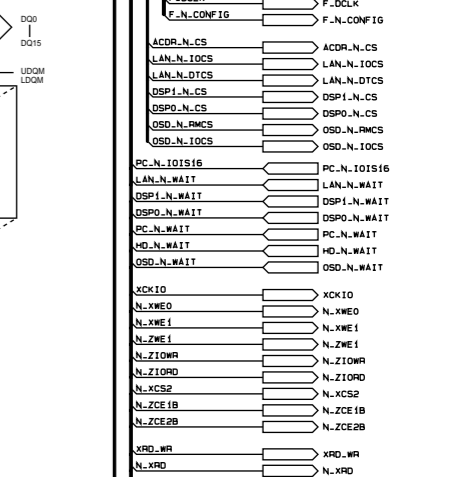 F_DCLK
F_N_CONFIG F_N_CONFIG
DQ0
DQ15
ACDR_N_CS ACDR_N_CS
LAN_N_IOCS LAN_N_IOCS
UDQM
LDQM
LAN_N_DTCS LAN_N_DTCS
DSP1_N_CS DSP1_N_CS
DSP0_N_CS DSP0_N_CS
OSD_N_RMCS OSD_N_RMCS
OSD_N_IOCS OSD_N_IOCS
PC_N_IOIS16 PC_N_IOIS16
LAN_N_WAIT LAN_N_WAIT
DSP1_N_WAIT DSP1_N_WAIT
DSP0_N_WAIT DSP0_N_WAIT
PC_N_WAIT PC_N_WAIT
HD_N_WAIT HD_N_WAIT
OSD_N_WAIT OSD_N_WAIT
XCKIO XCKIO
N_XWE0 N_XWE0
N_XWE1 N_XWE1
N_ZWE1 N_ZWE1
N_ZIOWR N_ZIOWR
N_ZIORD N_ZIORD
N_XCS2 N_XCS2
N_ZCE1B N_ZCE1B
N_ZCE2B N_ZCE2B
XRD_WR XRD_WR
N_XRD N_XRD